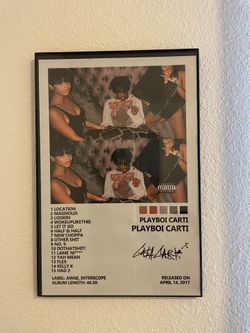 PLAYBOI CARTI
PLAYBOI CARTI
1 LOCATION
2 MAGNOLIA
3 LOOKIN
4 WOKEUPLIKETHIS
5 LET IT GO
6 HALF & HALF
7 NEW CHOPPA
8 OTHER SHIT
9 NO. 9
10 DOTHATSHIT!
11 LAME N****
12 YAH MEAN
13 FLEX
14 KELLY K
15 HAD 2
LABEL: AWGE, INTERSCOPE
ALBUM LENGTH: 46.50
RELEASED ON
APRIL 14, 2017